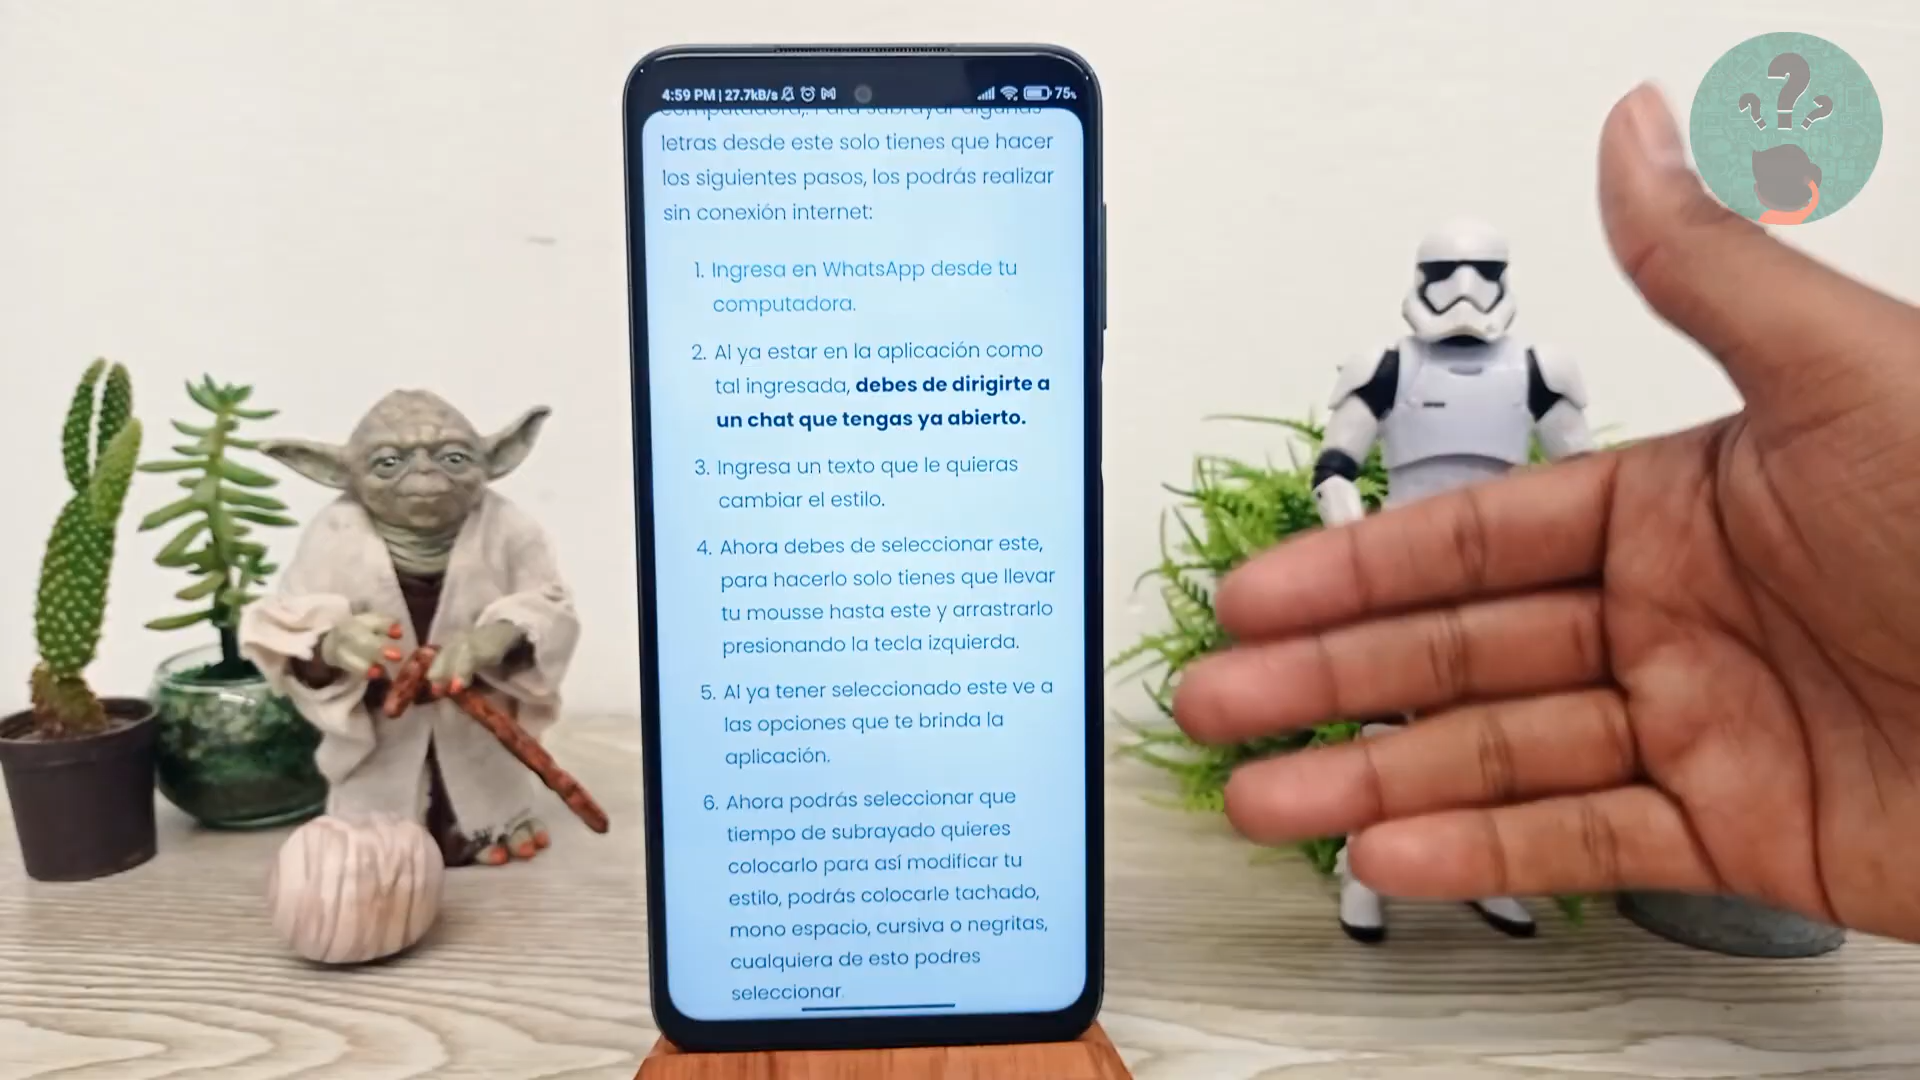 4:59 PM | 27.7kB/s
75%
computadora,. Para subrayar algunas
letras desde este solo tienes que hacer
los siguientes pasos, los podrás realizar
sin conexión internet:
1. Ingresa en WhatsApp desde tu
computadora.
2. Al ya estar en la aplicación como
tal ingresada, debes de dirigirte a
un chat que tengas ya abierto.
3. Ingresa un texto que le quieras
cambiar el estilo.
4. Ahora debes de seleccionar este,
para hacerlo solo tienes que llevar
tu mousse hasta este y arrastrarlo
presionando la tecla izquierda.
5. Al ya tener seleccionado este ve a
las opciones que te brinda la
aplicación.
6. Ahora podrás seleccionar que
tiempo de subrayado quieres
colocarlo para así modificar tu
estilo, podrás colocarle tachado,
mono espacio, cursiva o negritas,
cualquiera de esto podres
seleccionar.